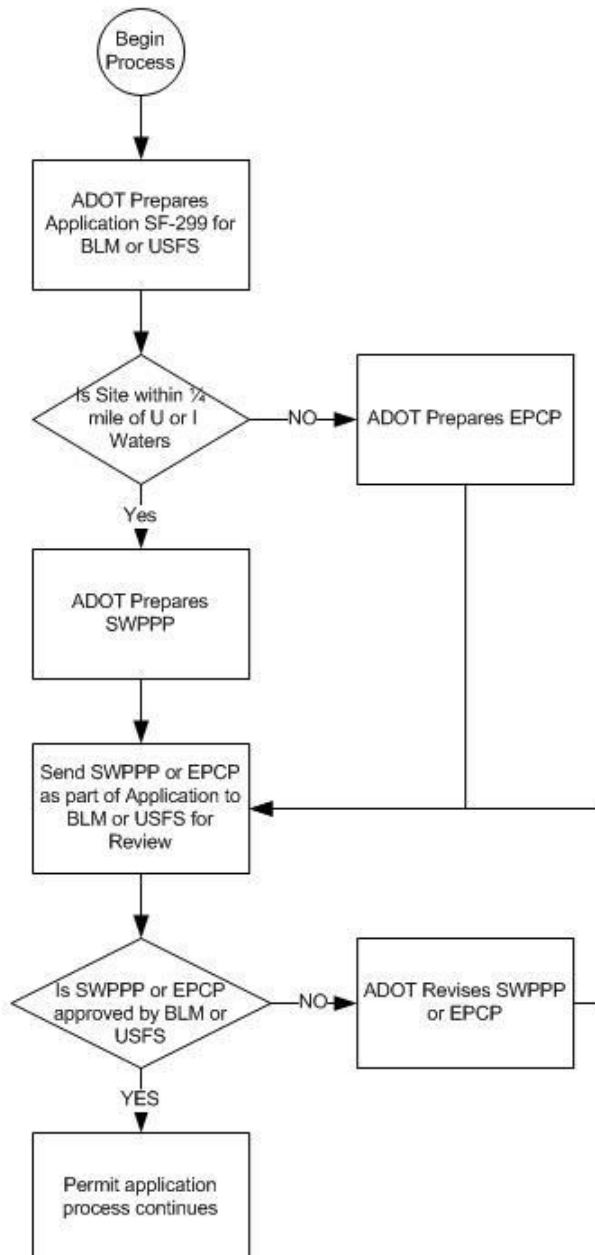 Begin
Process
ADOT Prepares
Application SF-299 for
BLM or USFS
Is Site within ¼
mile of U or I
Waters
NO
ADOT Prepares EPCP
Yes
ADOT Prepares
SWPPP
Send SWPPP or EPCP
as part of Application to
BLM or USFS for
Review
Is SWPPP or EPCP
approved by BLM or
USFS
NO
ADOT Revises SWPPP
or EPCP
YES
Permit application
process continues